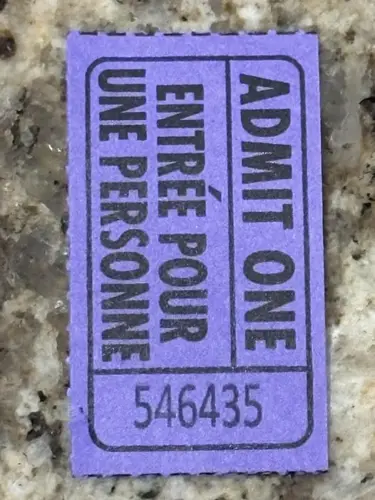 ADMIT ONE
ENTRÉE POUR
UNE PERSONNE
546435